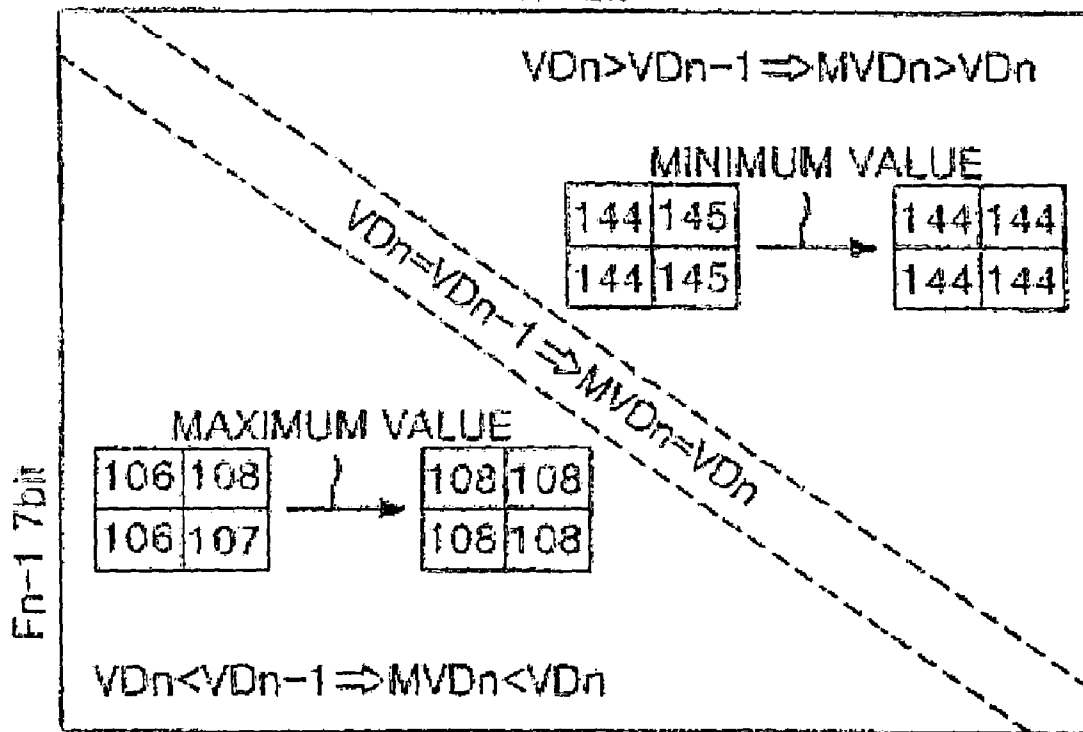 VDn>VDn-1⇒MVDn>VDn
MINIMUM VALUE
144 145 144 144
144 145 144 144
VDn=VDn-1⇒MVDn=VDn
MAXIMUM VALUE
106 108 108 108
106 107 108 108
Fn-1 7bit
VDn<VDn-1⇒MVDn<VDn